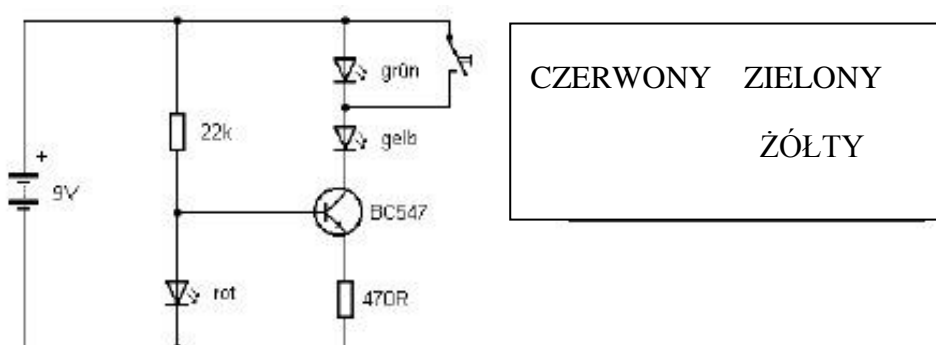 grün
22k
gelb
+
9V
BC547
rot
470R
CZERWONY ZIELONY
ŻÓŁTY